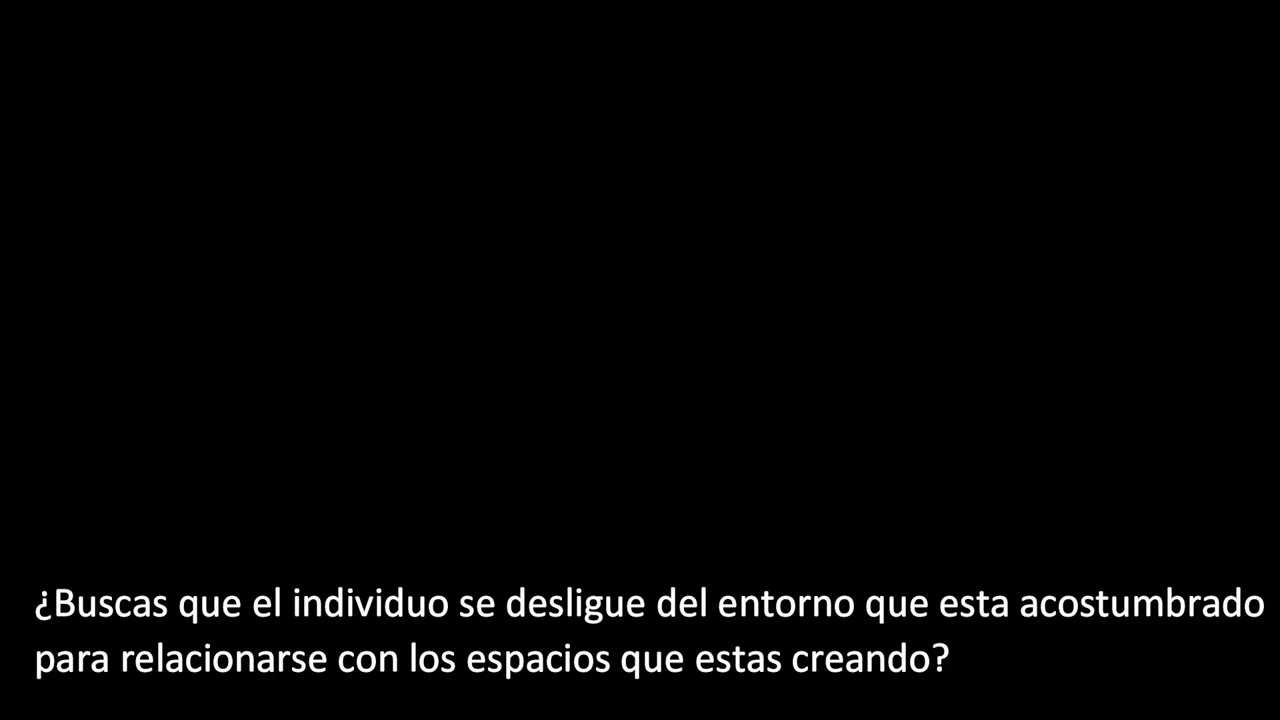 ¿Buscas que el individuo se desligue del entorno que esta acostumbrado
para relacionarse con los espacios que estas creando?